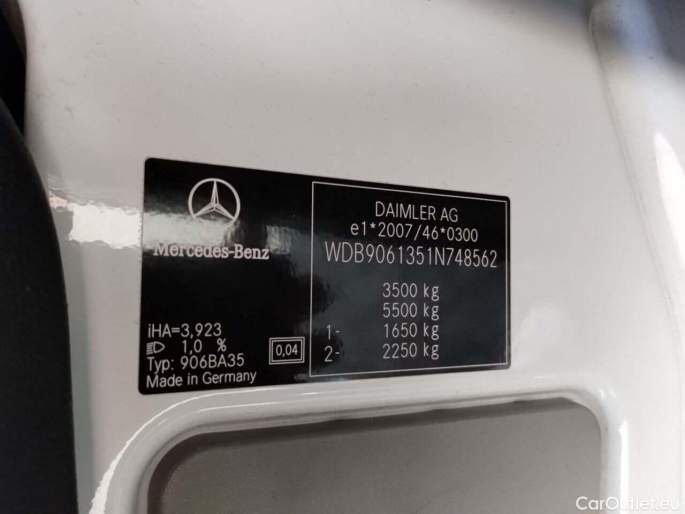 Mercedes-Benz
iHA=3,923
1,0 %
Typ: 906BA35
Made in Germany
0,04
DAIMLER AG
e1*2007/46*0300
WDB9061351N748562
3500 kg
5500 kg
1- 1650 kg
2- 2250 kg
CarOutlet.eu